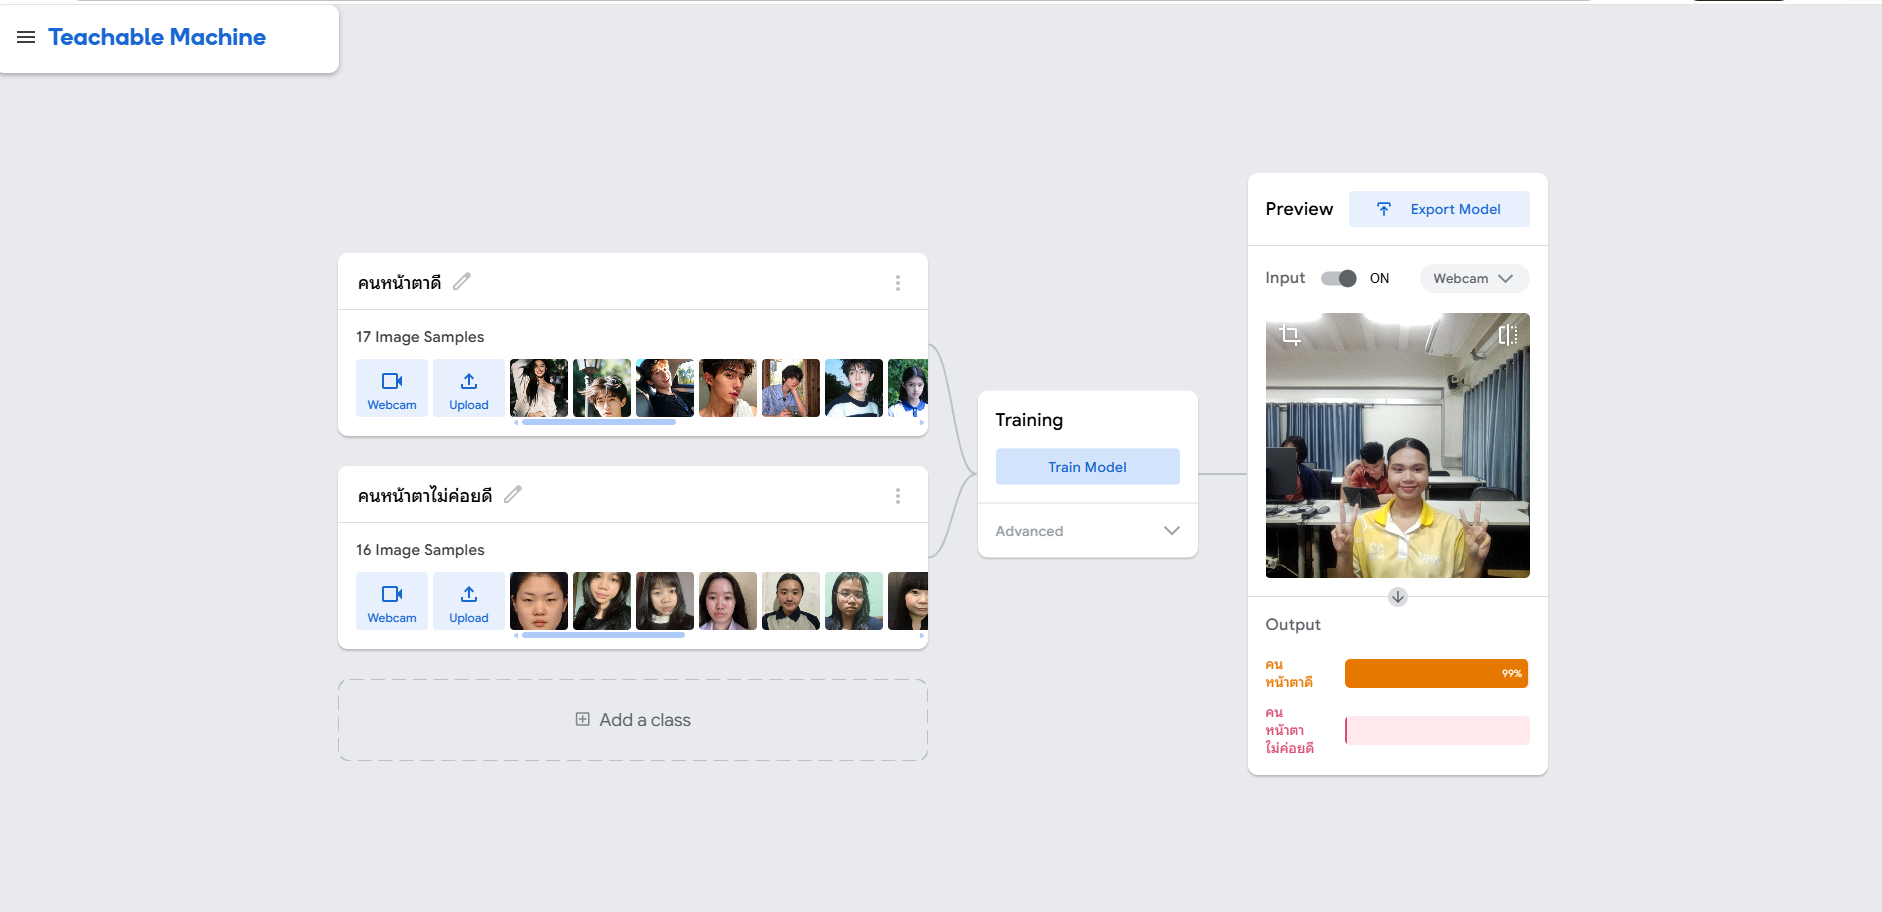 Teachable Machine
คนหน้าตาดี
17 Image Samples
Webcam
Upload
คนหน้าตาไม่ค่อยดี
16 Image Samples
Webcam
Upload
Add a class
Training
Train Model
Advanced
Preview
Export Model
Input
ON
Webcam
Output
คน
หน้าตาดี
99%
คน
หน้าตา
ไม่ค่อยดี